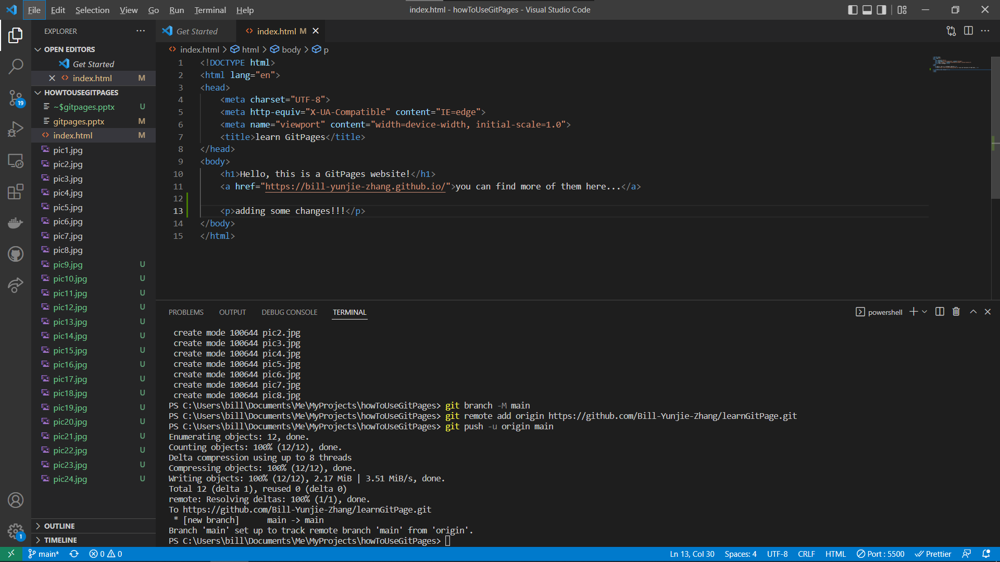 File Edit Selection View Go Run Terminal Help
index.html - howToUseGitPages - Visual Studio Code
EXPLORER
OPEN EDITORS
Get Started
index.html M
HOWTOUSEGITPAGES
~$gitpages.pptx U
gitpages.pptx M
index.html M
pic1.jpg
pic2.jpg
pic3.jpg
pic4.jpg
pic5.jpg
pic6.jpg
pic7.jpg
pic8.jpg
pic9.jpg U
pic10.jpg U
pic11.jpg U
pic12.jpg U
pic13.jpg U
pic14.jpg U
pic15.jpg U
pic16.jpg U
pic17.jpg U
pic18.jpg U
pic19.jpg U
pic20.jpg U
pic21.jpg U
pic22.jpg U
pic23.jpg U
pic24.jpg U
OUTLINE
TIMELINE
19
1
Get Started
index.html M
index.html > html > body > p
1 <!DOCTYPE html>
2 <html lang="en">
3 <head>
4 <meta charset="UTF-8">
5 <meta http-equiv="X-UA-Compatible" content="IE=edge">
6 <meta name="viewport" content="width=device-width, initial-scale=1.0">
7 <title>learn GitPages</title>
8 </head>
9 <body>
10 <h1>Hello, this is a GitPages website!</h1>
11 <a href="https://bill-yunjie-zhang.github.io/">you can find more of them here...</a>
12
13 <p>adding some changes!!!</p>
14 </body>
15 </html>
PROBLEMS OUTPUT DEBUG CONSOLE TERMINAL
powershell
create mode 100644 pic2.jpg
create mode 100644 pic3.jpg
create mode 100644 pic4.jpg
create mode 100644 pic5.jpg
create mode 100644 pic6.jpg
create mode 100644 pic7.jpg
create mode 100644 pic8.jpg
PS C:\Users\bill\Documents\Me\MyProjects\howToUseGitPages> git branch -M main
PS C:\Users\bill\Documents\Me\MyProjects\howToUseGitPages> git remote add origin https://github.com/Bill-Yunjie-Zhang/learnGitPage.git
PS C:\Users\bill\Documents\Me\MyProjects\howToUseGitPages> git push -u origin main
Enumerating objects: 12, done.
Counting objects: 100% (12/12), done.
Delta compression using up to 8 threads
Compressing objects: 100% (12/12), done.
Writing objects: 100% (12/12), 2.17 MiB | 3.51 MiB/s, done.
Total 12 (delta 1), reused 0 (delta 0)
remote: Resolving deltas: 100% (1/1), done.
To https://github.com/Bill-Yunjie-Zhang/learnGitPage.git
* [new branch] main -> main
Branch 'main' set up to track remote branch 'main' from 'origin'.
PS C:\Users\bill\Documents\Me\MyProjects\howToUseGitPages>
main* 0 0
Ln 13, Col 30 Spaces: 4 UTF-8 CRLF HTML Port : 5500 Prettier